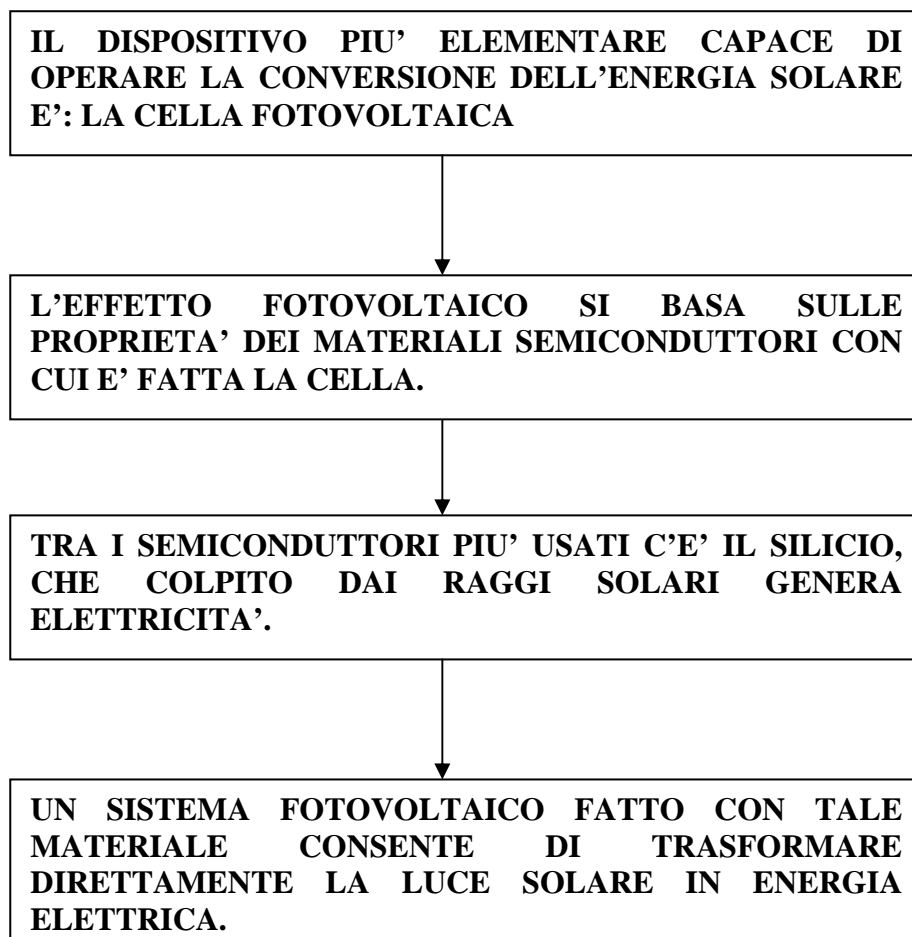 IL DISPOSITIVO PIU’ ELEMENTARE CAPACE DI
OPERARE LA CONVERSIONE DELL’ENERGIA SOLARE
E’: LA CELLA FOTOVOLTAICA
L’EFFETTO FOTOVOLTAICO SI BASA SULLE
PROPRIETA’ DEI MATERIALI SEMICONDUTTORI CON
CUI E’ FATTA LA CELLA.
TRA I SEMICONDUTTORI PIU’ USATI C’E’ IL SILICIO,
CHE COLPITO DAI RAGGI SOLARI GENERA
ELETTRICITA’.
UN SISTEMA FOTOVOLTAICO FATTO CON TALE
MATERIALE CONSENTE DI TRASFORMARE
DIRETTAMENTE LA LUCE SOLARE IN ENERGIA
ELETTRICA.